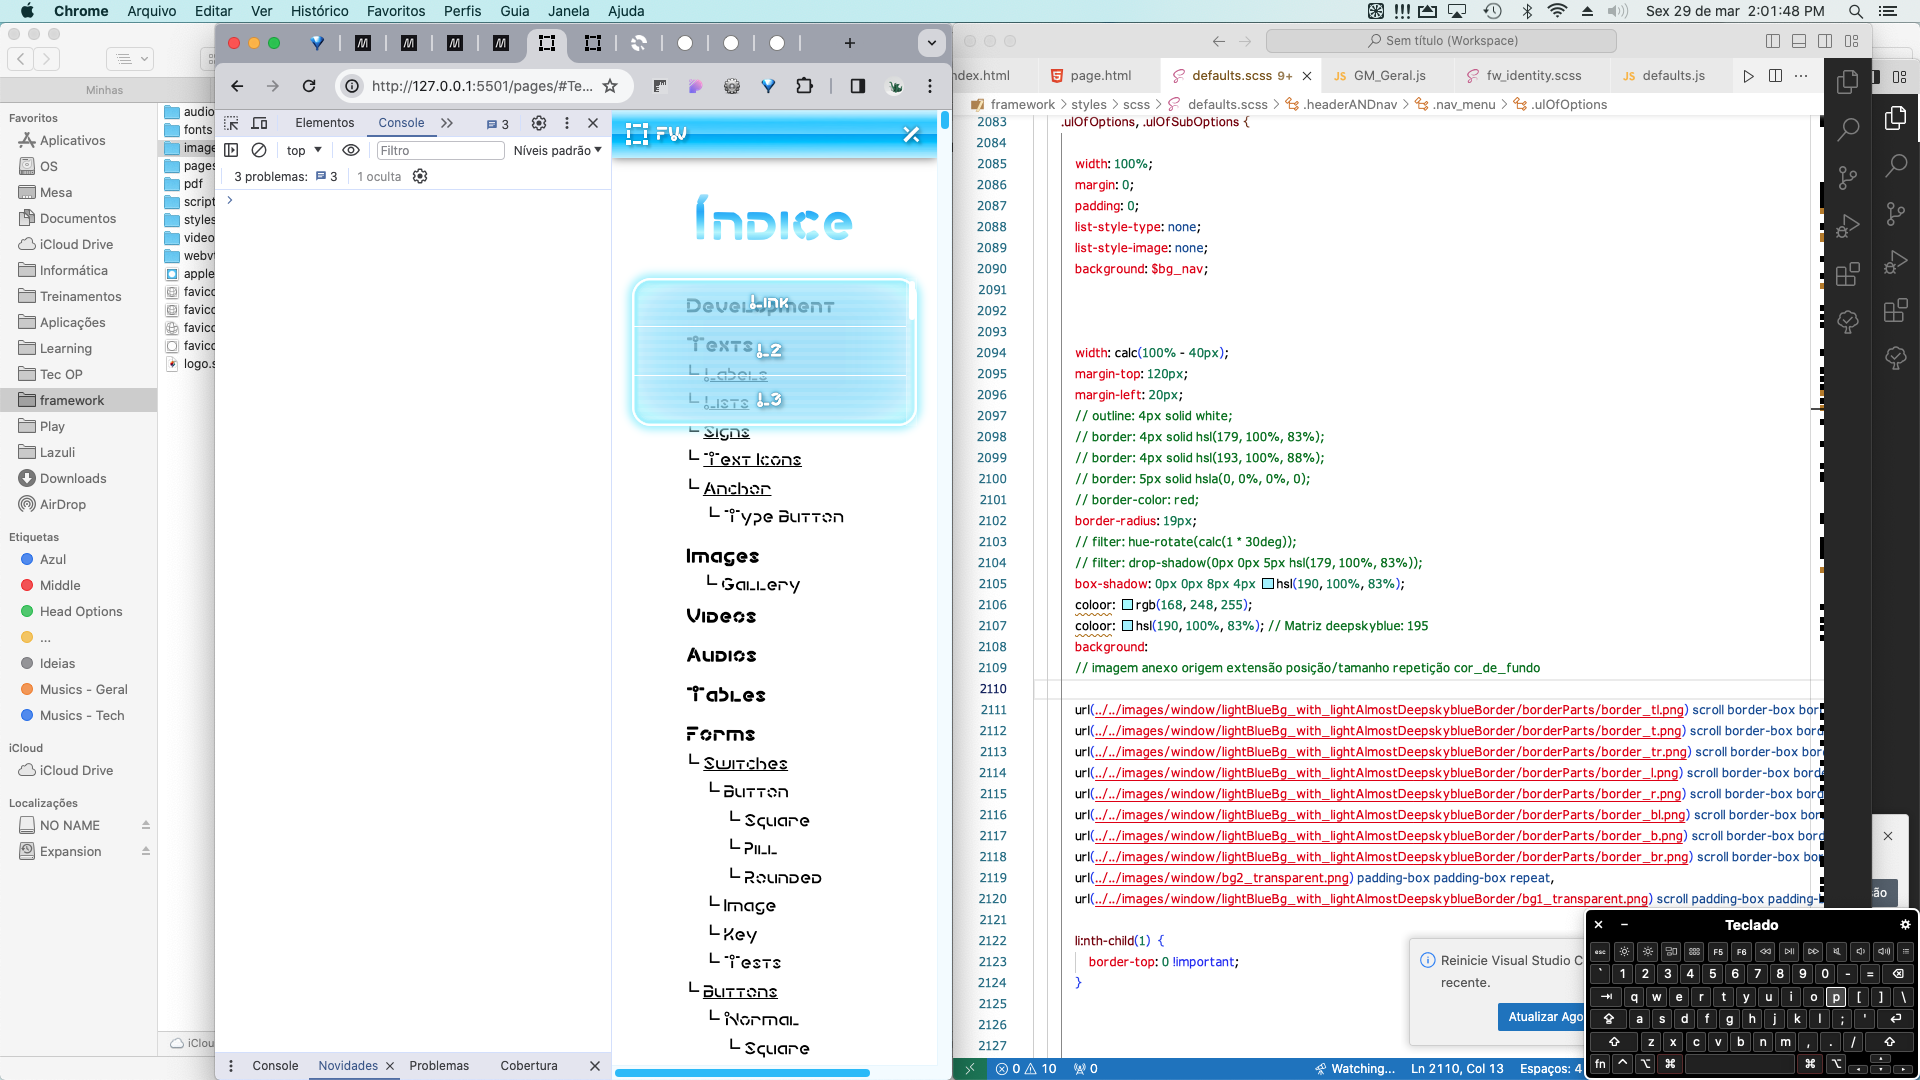 Chrome Arquivo Editar Ver Histórico Favoritos Perfis Guia Janela Ajuda
Sex 29 de mar 2:01:48 PM
Minhas
Favoritos
Aplicativos
OS
Mesa
Documentos
iCloud Drive
Informática
Treinamentos
Aplicações
Learning
Tec OP
framework
Play
Lazuli
Downloads
AirDrop
Etiquetas
Azul
Middle
Head Options
...
Ideias
Musics - Geral
Musics - Tech
iCloud
iCloud Drive
Localizações
NO NAME
Expansion
audio
fonts
image
pages
pdf
script
styles
video
webv
apple
favico
favico
favico
favico
logo.s
iClou
http://127.0.0.1:5501/pages/#Te...
Elementos Console 3
top Filtro Níveis padrão
3 problemas: 3 1 oculta
Console Novidades Problemas Cobertura
FW
Índice
Link
L2
L3
Development
Texts
Labels
Lists
Signs
Text Icons
Anchor
Type Button
Images
Gallery
Videos
Audios
Tables
Forms
Switches
Button
Square
Pill
Rounded
Image
Key
Tests
Buttons
Normal
Square
Sem título (Workspace)
ndex.html page.html defaults.scss 9+ JS GM_Geral.js fw_identity.scss JS defaults.js
framework > styles > scss > defaults.scss > .headerANDnav > .nav_menu > .ulOfOptions
2083 .ulOfOptions, .ulOfSubOptions {
2084
2085 width: 100%;
2086 margin: 0;
2087 padding: 0;
2088 list-style-type: none;
2089 list-style-image: none;
2090 background: $bg_nav;
2091
2092
2093
2094 width: calc(100% - 40px);
2095 margin-top: 120px;
2096 margin-left: 20px;
2097 // outline: 4px solid white;
2098 // border: 4px solid hsl(179, 100%, 83%);
2099 // border: 4px solid hsl(193, 100%, 88%);
2100 // border: 5px solid hsla(0, 0%, 0%, 0);
2101 // border-color: red;
2102 border-radius: 19px;
2103 // filter: hue-rotate(calc(1 * 30deg));
2104 // filter: drop-shadow(0px 0px 5px hsl(179, 100%, 83%));
2105 box-shadow: 0px 0px 8px 4px hsl(190, 100%, 83%);
2106 coloor: rgb(168, 248, 255);
2107 coloor: hsl(190, 100%, 83%); // Matriz deepskyblue: 195
2108 background:
2109 // imagem anexo origem extensão posição/tamanho repetição cor_de_fundo
2110
2111 url(../../images/window/lightBlueBg_with_lightAlmostDeepskyblueBorder/borderParts/border_tl.png) scroll border-box bor
2112 url(../../images/window/lightBlueBg_with_lightAlmostDeepskyblueBorder/borderParts/border_t.png) scroll border-box bord
2113 url(../../images/window/lightBlueBg_with_lightAlmostDeepskyblueBorder/borderParts/border_tr.png) scroll border-box bor
2114 url(../../images/window/lightBlueBg_with_lightAlmostDeepskyblueBorder/borderParts/border_l.png) scroll border-box bord
2115 url(../../images/window/lightBlueBg_with_lightAlmostDeepskyblueBorder/borderParts/border_r.png) scroll border-box bord
2116 url(../../images/window/lightBlueBg_with_lightAlmostDeepskyblueBorder/borderParts/border_bl.png) scroll border-box bor
2117 url(../../images/window/lightBlueBg_with_lightAlmostDeepskyblueBorder/borderParts/border_b.png) scroll border-box bord
2118 url(../../images/window/lightBlueBg_with_lightAlmostDeepskyblueBorder/borderParts/border_br.png) scroll border-box bo
2119 url(../../images/window/bg2_transparent.png) padding-box padding-box repeat,
2120 url(../../images/window/lightBlueBg_with_lightAlmostDeepskyblueBorder/bg1_transparent.png) scroll padding-box padding-
2121
2122 li:nth-child(1) {
2123 border-top: 0 !important;
2124 }
2125
2126
2127
Reinicie Visual Studio C
recente.
Atualizar Ago
ão
0 10 0 Watching... Ln 2110, Col 13 Espaços: 4
Teclado
esc F5 F6
` 1 2 3 4 5 6 7 8 9 0 - =
q w e r t y u i o p [ ] \
a s d f g h j k l ; '
z x c v b n m , . /
fn